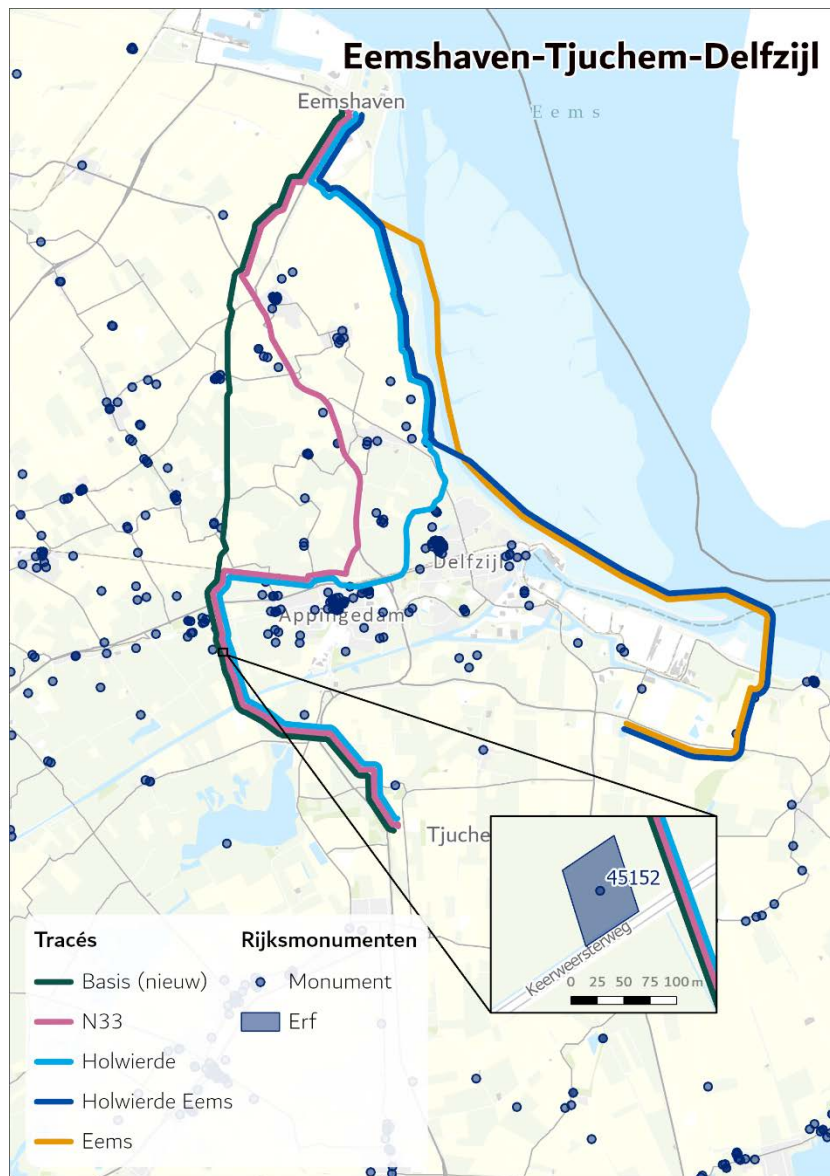 Eemshaven-Tjuchem-Delfzijl
Eemshaven
Eems
Delfzijl
Appingedam
Tjuche
45152
Keerweersterweg
0 25 50 75 100 m
Tracés
Basis (nieuw)
N33
Holwierde
Holwierde Eems
Eems
Rijksmonumenten
Monument
Erf